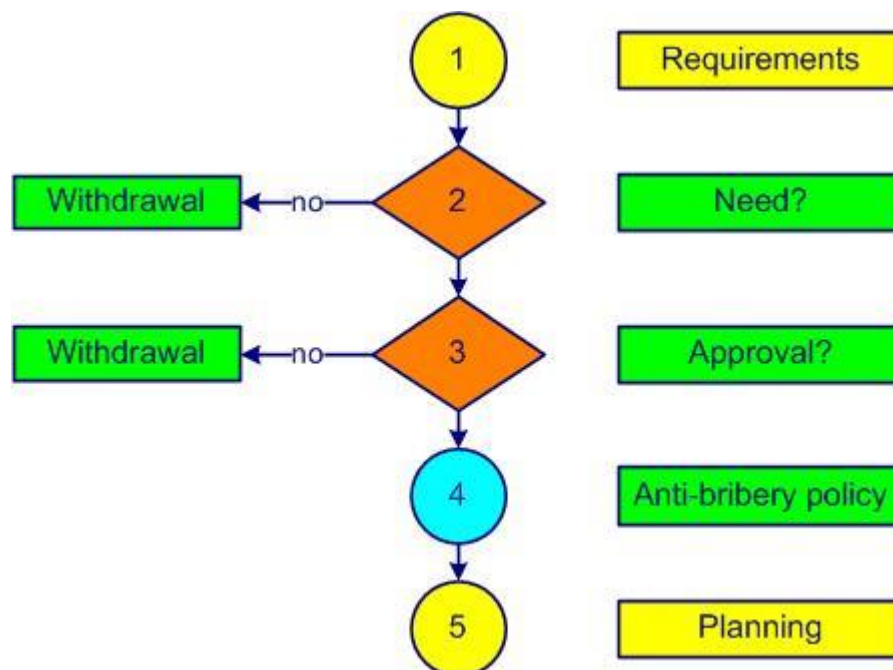 1
Requirements
Withdrawal
no
2
Need?
Withdrawal
no
3
Approval?
4
Anti-bribery policy
5
Planning